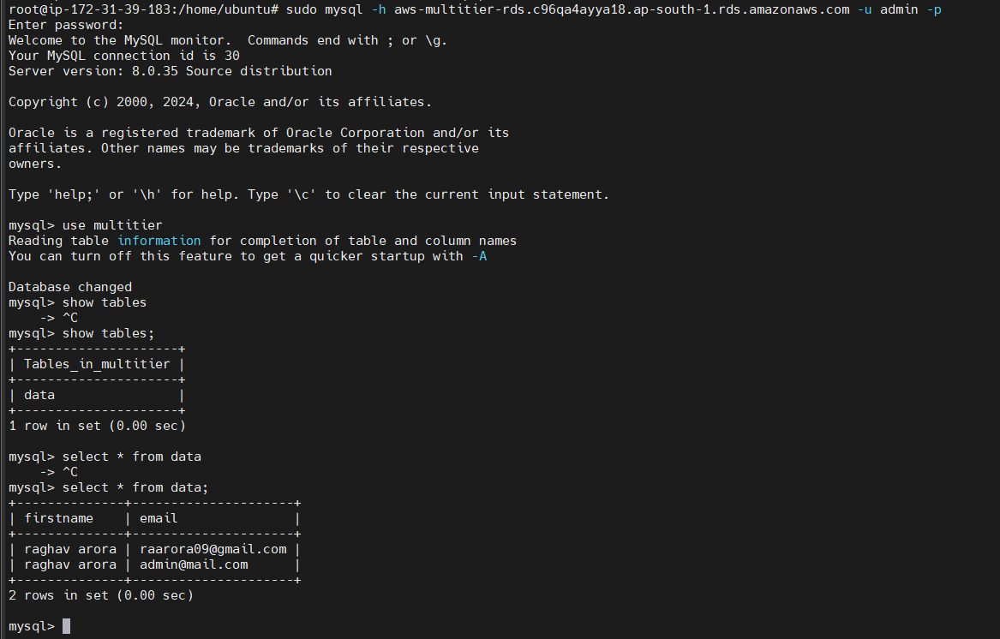 root@ip-172-31-39-183:/home/ubuntu# sudo mysql -h aws-multitier-rds.c96qa4ayya18.ap-south-1.rds.amazonaws.com -u admin -p
Enter password:
Welcome to the MySQL monitor.  Commands end with ; or \g.
Your MySQL connection id is 30
Server version: 8.0.35 Source distribution

Copyright (c) 2000, 2024, Oracle and/or its affiliates.

Oracle is a registered trademark of Oracle Corporation and/or its
affiliates. Other names may be trademarks of their respective
owners.

Type 'help;' or '\h' for help. Type '\c' to clear the current input statement.

mysql> use multitier
Reading table information for completion of table and column names
You can turn off this feature to get a quicker startup with -A

Database changed
mysql> show tables
    -> ^C
mysql> show tables;
+---------------------+
| Tables_in_multitier |
+---------------------+
| data                |
+---------------------+
1 row in set (0.00 sec)

mysql> select * from data
    -> ^C
mysql> select * from data;
+--------------+---------------------+
| firstname    | email               |
+--------------+---------------------+
| raghav arora | raarora09@gmail.com |
| raghav arora | admin@mail.com      |
+--------------+---------------------+
2 rows in set (0.00 sec)

mysql>